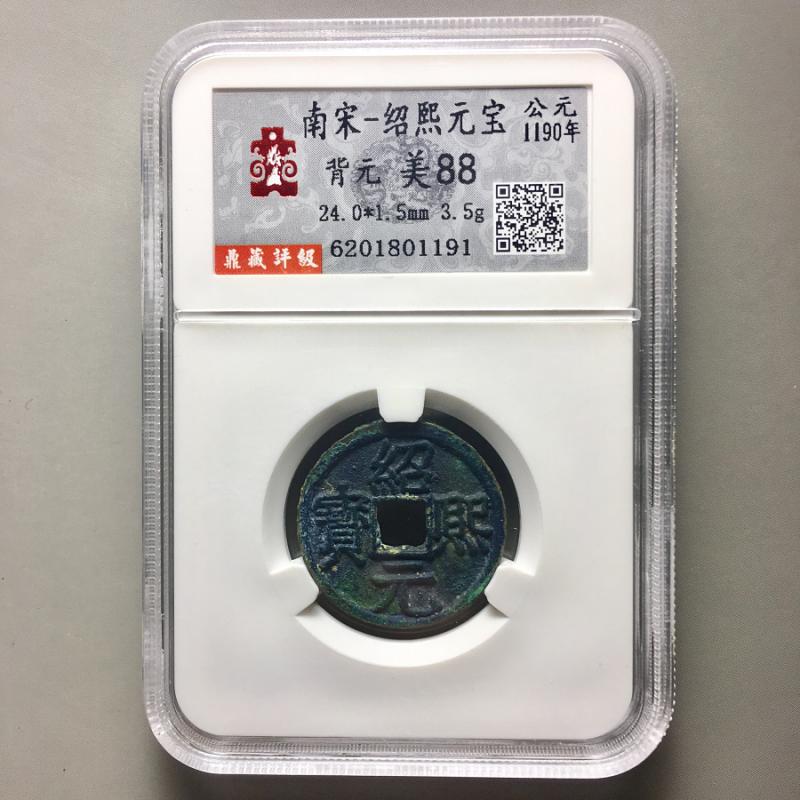 南宋-绍熙元宝 公元
1190年
背元 美88
24.0*1.5mm 3.5g
鼎藏評級 6201801191
紹
寶 熙
元